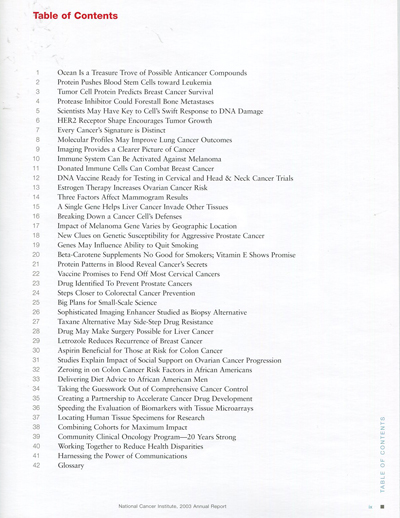 Table of Contents
1 Ocean Is a Treasure Trove of Possible Anticancer Compounds
2 Protein Pushes Blood Stem Cells toward Leukemia
3 Tumor Cell Protein Predicts Breast Cancer Survival
4 Protease Inhibitor Could Forestall Bone Metastases
5 Scientists May Have Key to Cell's Swift Response to DNA Damage
6 HER2 Receptor Shape Encourages Tumor Growth
7 Every Cancer's Signature is Distinct
8 Molecular Profiles May Improve Lung Cancer Outcomes
9 Imaging Provides a Clearer Picture of Cancer
10 Immune System Can Be Activated Against Melanoma
11 Donated Immune Cells Can Combat Breast Cancer
12 DNA Vaccine Ready for Testing in Cervical and Head & Neck Cancer Trials
13 Estrogen Therapy Increases Ovarian Cancer Risk
14 Three Factors Affect Mammogram Results
15 A Single Gene Helps Liver Cancer Invade Other Tissues
16 Breaking Down a Cancer Cell's Defenses
17 Impact of Melanoma Gene Varies by Geographic Location
18 New Clues on Genetic Susceptibility for Aggressive Prostate Cancer
19 Genes May Influence Ability to Quit Smoking
20 Beta-Carotene Supplements No Good for Smokers; Vitamin E Shows Promise
21 Protein Patterns in Blood Reveal Cancer's Secrets
22 Vaccine Promises to Fend Off Most Cervical Cancers
23 Drug Identified To Prevent Prostate Cancers
24 Steps Closer to Colorectal Cancer Prevention
25 Big Plans for Small-Scale Science
26 Sophisticated Imaging Enhancer Studied as Biopsy Alternative
27 Taxane Alternative May Side-Step Drug Resistance
28 Drug May Make Surgery Possible for Liver Cancer
29 Letrozole Reduces Recurrence of Breast Cancer
30 Aspirin Beneficial for Those at Risk for Colon Cancer
31 Studies Explain Impact of Social Support on Ovarian Cancer Progression
32 Zeroing in on Colon Cancer Risk Factors in African Americans
33 Delivering Diet Advice to African American Men
34 Taking the Guesswork Out of Comprehensive Cancer Control
35 Creating a Partnership to Accelerate Cancer Drug Development
36 Speeding the Evaluation of Biomarkers with Tissue Microarrays
37 Locating Human Tissue Specimens for Research
38 Combining Cohorts for Maximum Impact
39 Community Clinical Oncology Program—20 Years Strong
40 Working Together to Reduce Health Disparities
41 Harnessing the Power of Communications
42 Glossary
TABLE OF CONTENTS
National Cancer Institute, 2003 Annual Report